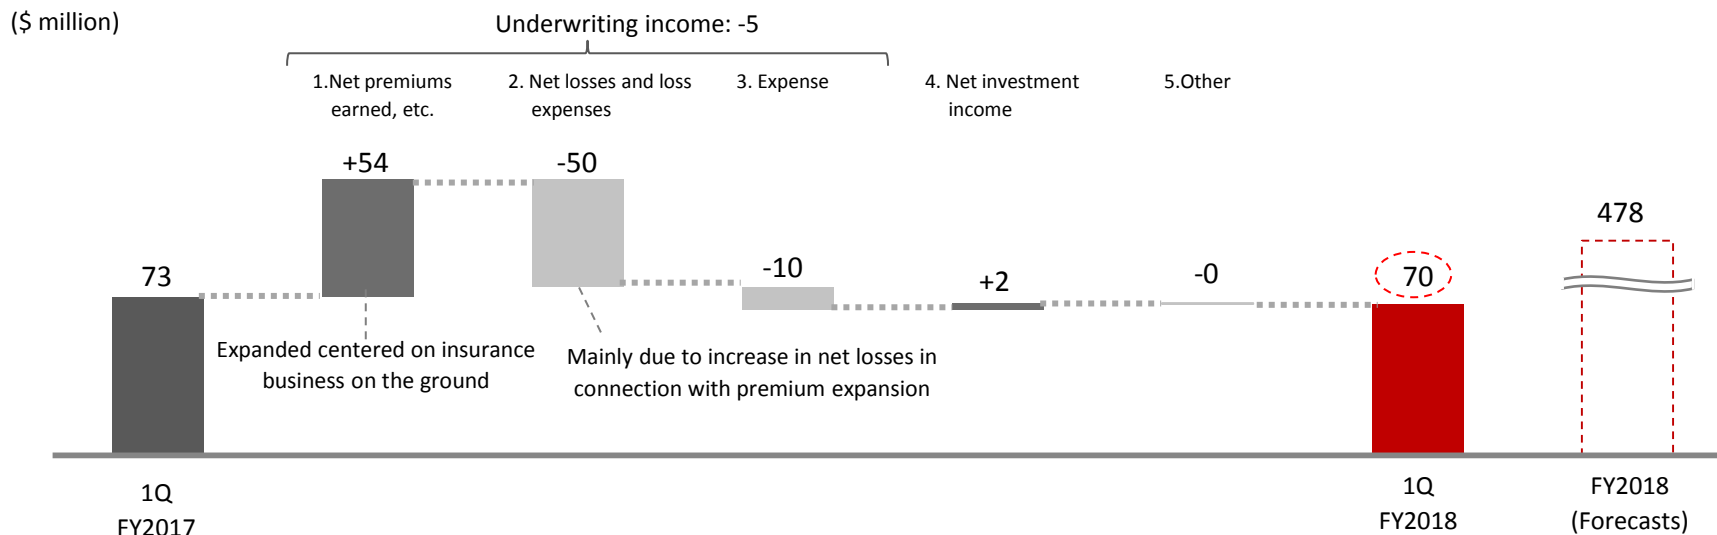 ($ million)
Underwriting income: -5
1.Net premiums
earned, etc.
2. Net losses and loss
expenses
3. Expense
4. Net investment
income
5.Other
+54
-50
478
73
-10
+2
-0
70
Expanded centered on insurance
business on the ground
Mainly due to increase in net losses in
connection with premium expansion
1Q
FY2017
1Q
FY2018
FY2018
(Forecasts)